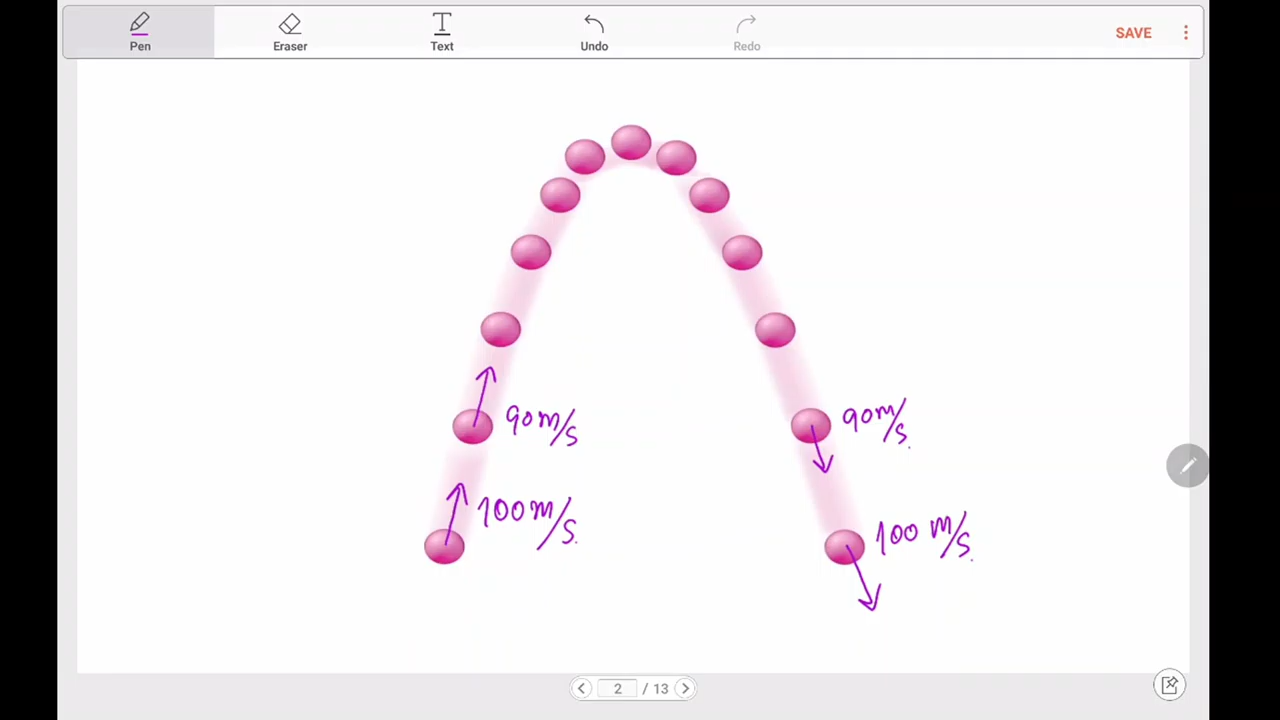 Pen
Eraser
Text
Undo
Redo
SAVE
90m/s
90m/s.
100m/s.
100 m/s.
2 / 13